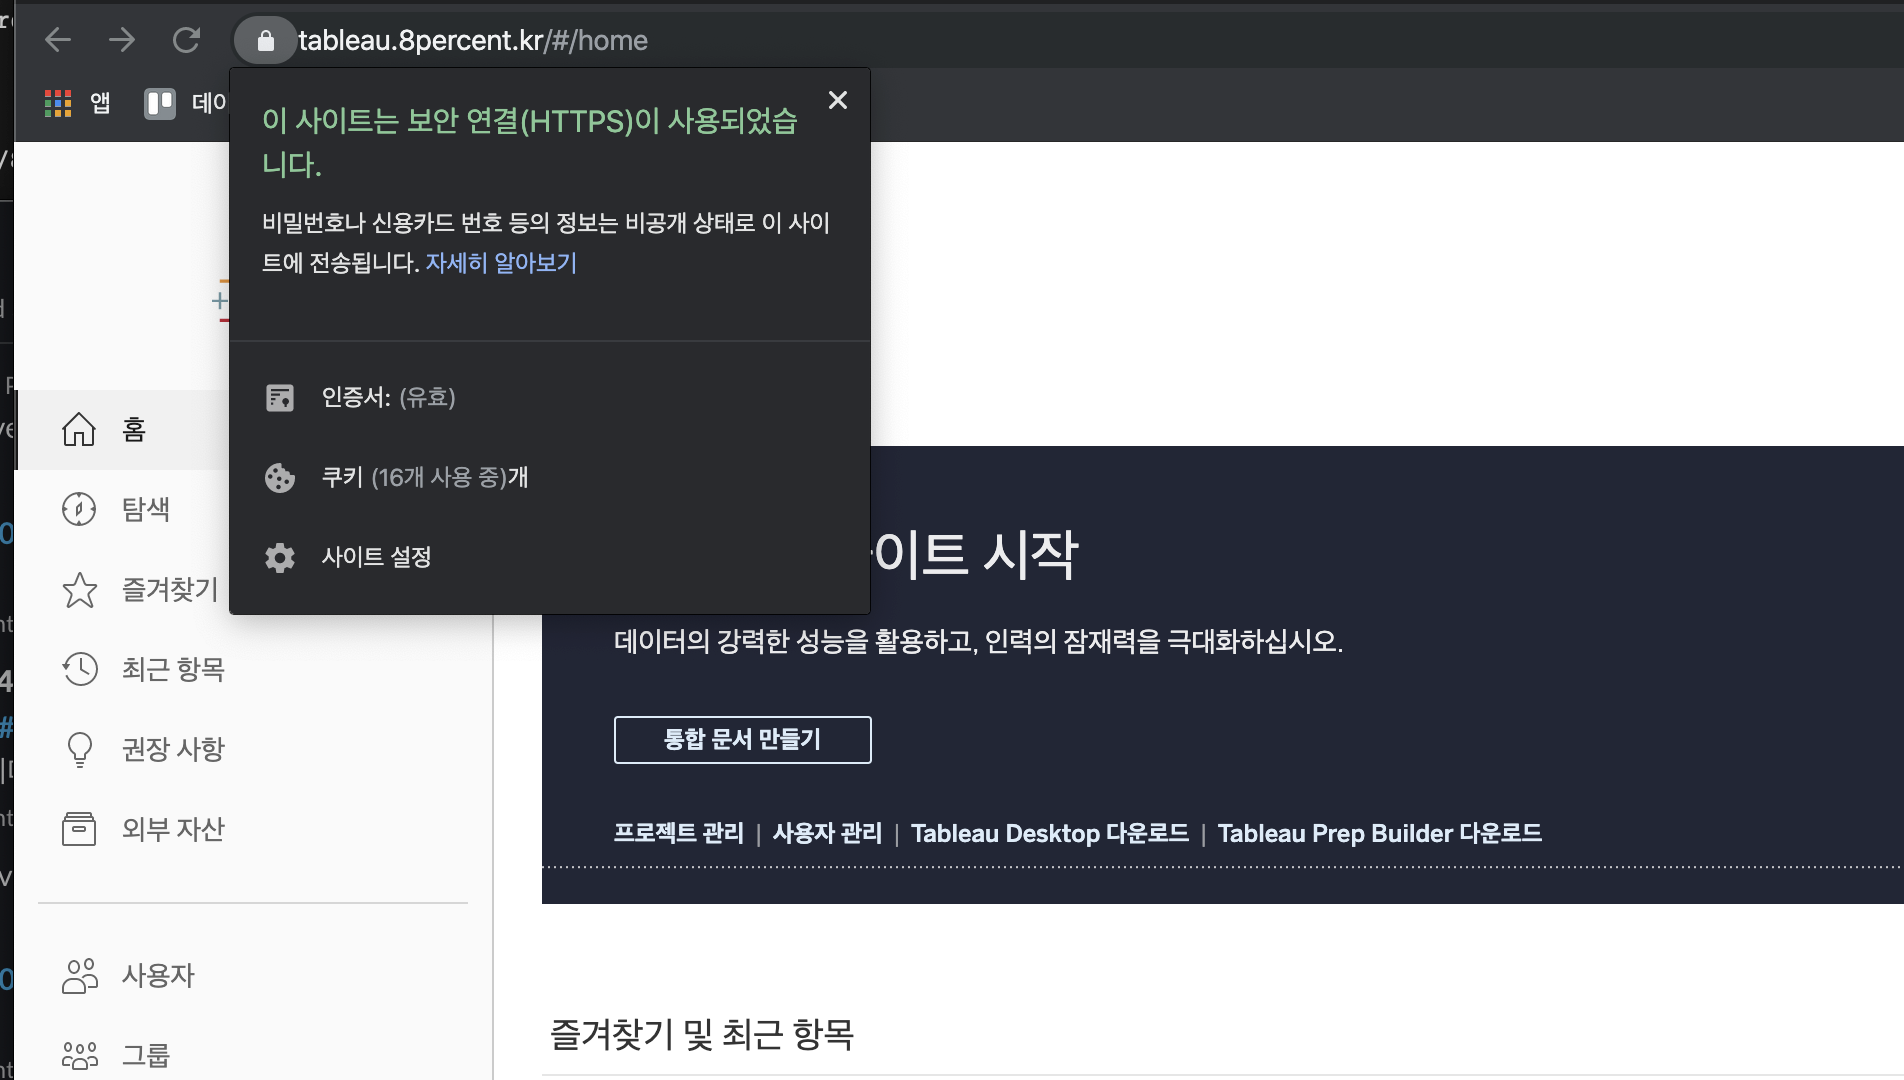 tableau.8percent.kr/#/home
앱
이 사이트는 보안 연결(HTTPS)이 사용되었습
니다.
비밀번호나 신용카드 번호 등의 정보는 비공개 상태로 이 사이
트에 전송됩니다. 자세히 알아보기
인증서: (유효)
쿠키 (16개 사용 중)개
사이트 설정
홈
탐색
즐겨찾기
최근 항목
권장 사항
외부 자산
사용자
그룹
이트 시작
데이터의 강력한 성능을 활용하고, 인력의 잠재력을 극대화하십시오.
통합 문서 만들기
프로젝트 관리 | 사용자 관리 | Tableau Desktop 다운로드 | Tableau Prep Builder 다운로드
즐겨찾기 및 최근 항목